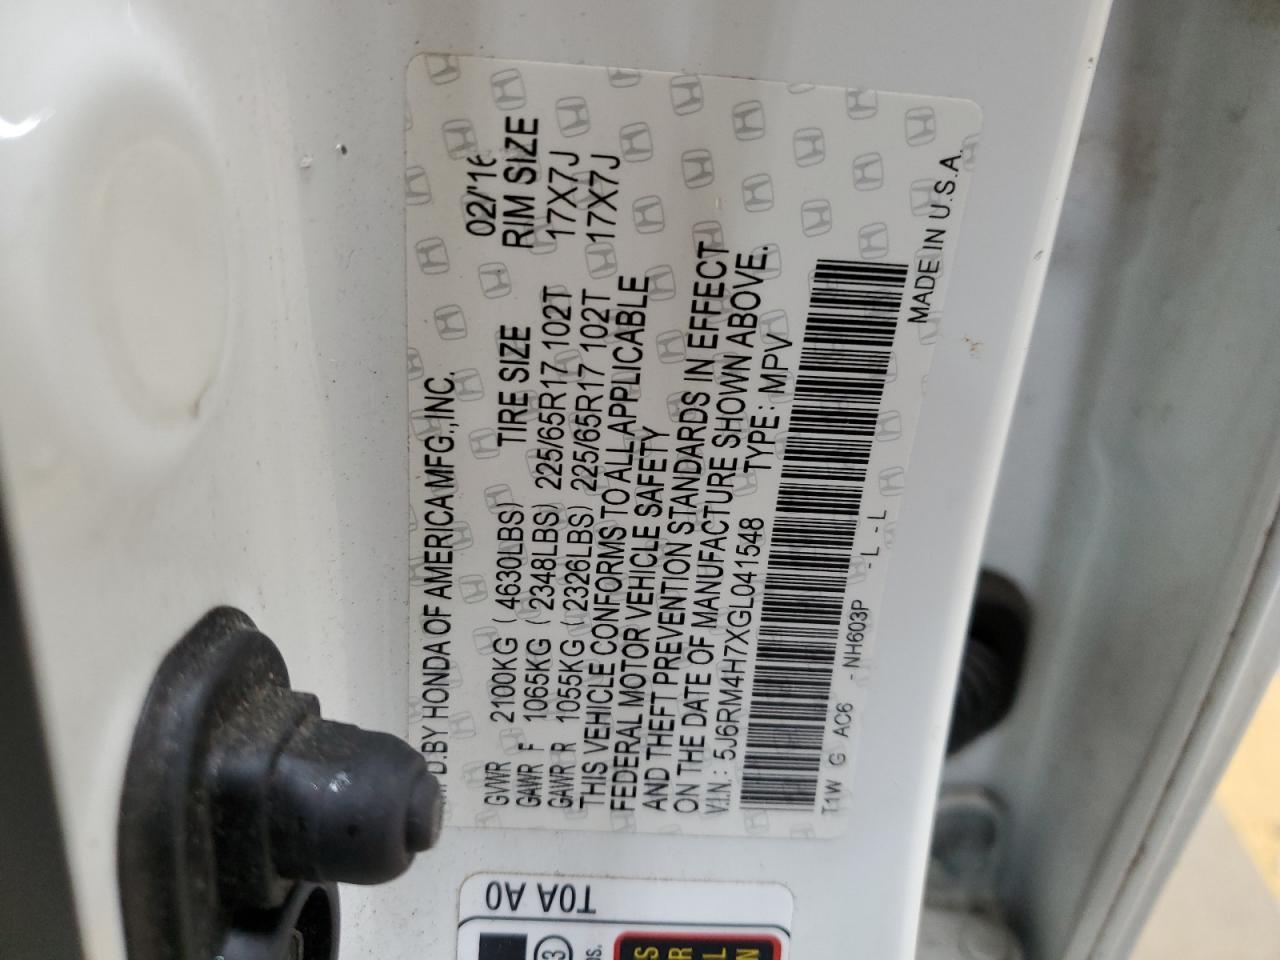 D.BY HONDA OF AMERICA MFG.,INC. 02/'16
GVWR 2100KG (4630LBS) TIRE SIZE RIM SIZE
GAWR F 1065KG (2348LBS) 225/65R17 102T 17X7J
GAWR R 1055KG (2326LBS) 225/65R17 102T 17X7J
THIS VEHICLE CONFORMS TO ALL APPLICABLE
FEDERAL MOTOR VEHICLE SAFETY
AND THEFT PREVENTION STANDARDS IN EFFECT
ON THE DATE OF MANUFACTURE SHOWN ABOVE.
V.I.N.: 5J6RM4H7XGL041548 TYPE: MPV
T1W G AC6 -NH603P -L -L
MADE IN U.S.A.
T0A A0